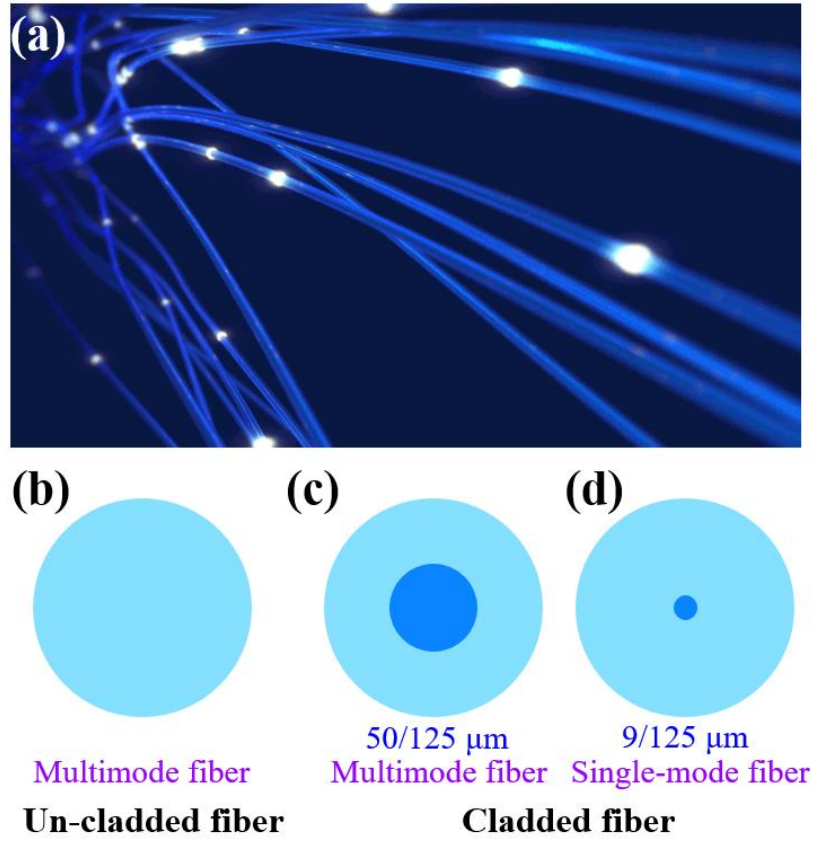 (a)
(b) (c) (d)
50/125 μm 9/125 μm
Multimode fiber Multimode fiber Single-mode fiber
Un-cladded fiber Cladded fiber